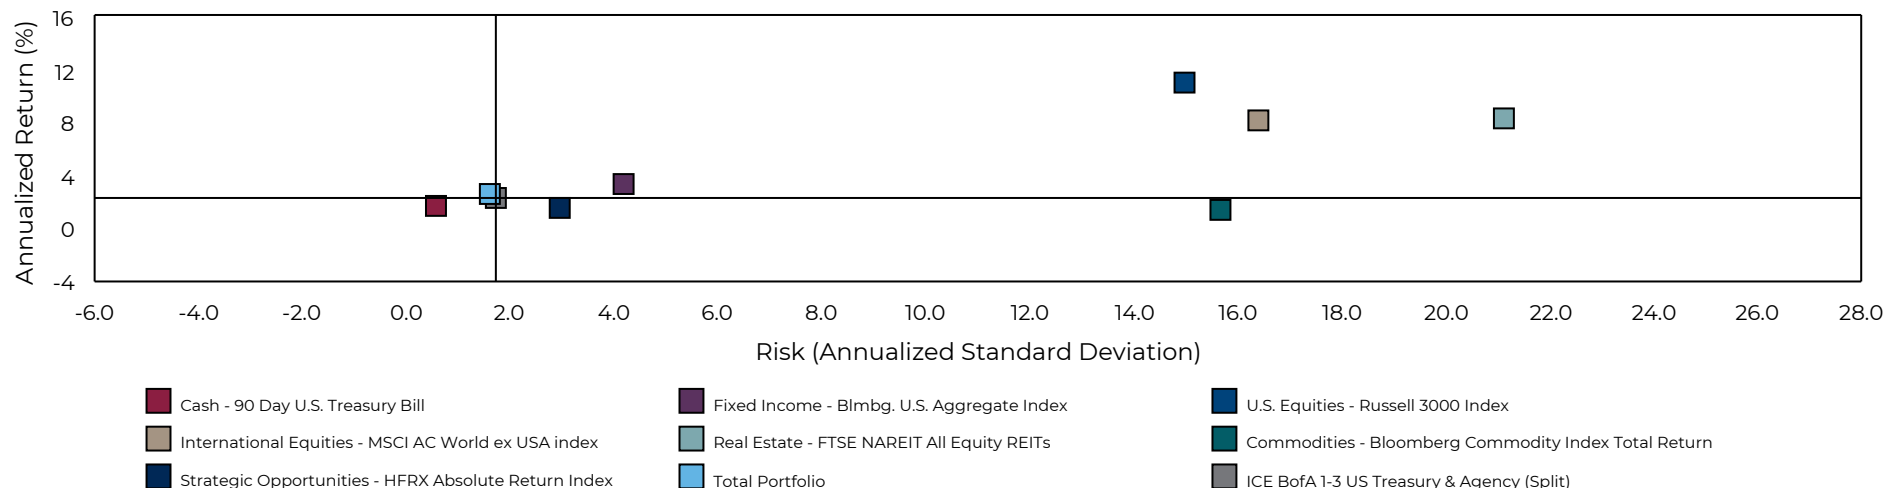 16
12
8
4
0
-4
Annualized Return (%)
-6.0 -4.0 -2.0 0.0 2.0 4.0 6.0 8.0 10.0 12.0 14.0 16.0 18.0 20.0 22.0 24.0 26.0 28.0
Risk (Annualized Standard Deviation)
Cash - 90 Day U.S. Treasury Bill
Fixed Income - Blmbg. U.S. Aggregate Index
U.S. Equities - Russell 3000 Index
International Equities - MSCI AC World ex USA index
Real Estate - FTSE NAREIT All Equity REITs
Commodities - Bloomberg Commodity Index Total Return
Strategic Opportunities - HFRX Absolute Return Index
Total Portfolio
ICE BofA 1-3 US Treasury & Agency (Split)